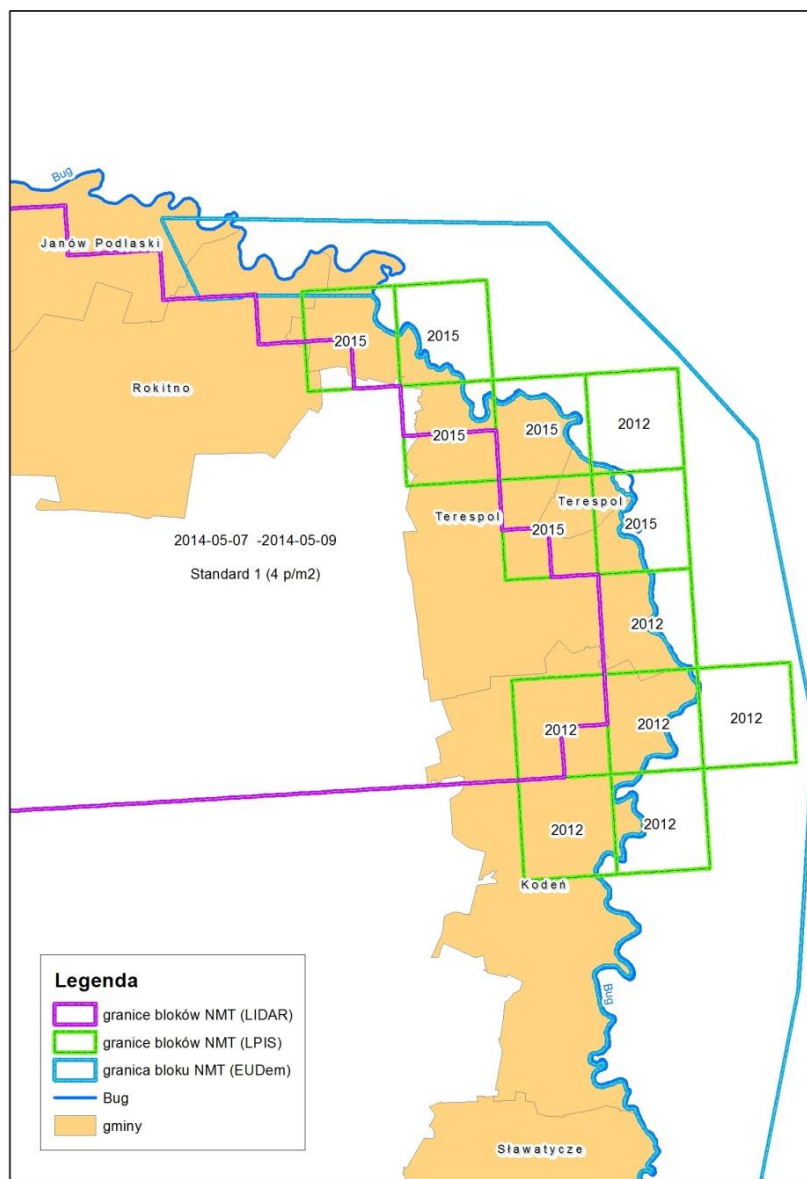 Bug
Janów Podlaski
2015
2015
Rokitno
2012
2015
2015
Terespol
Terespol
2015
2015
2014-05-07 -2014-05-09
Standard 1 (4 p/m2)
2012
2012
2012
2012
2012
2012
Kodeń
Bug
Legenda
granice bloków NMT (LIDAR)
granice bloków NMT (LPIS)
granica bloku NMT (EUDem)
Bug
gminy
Sławatycze